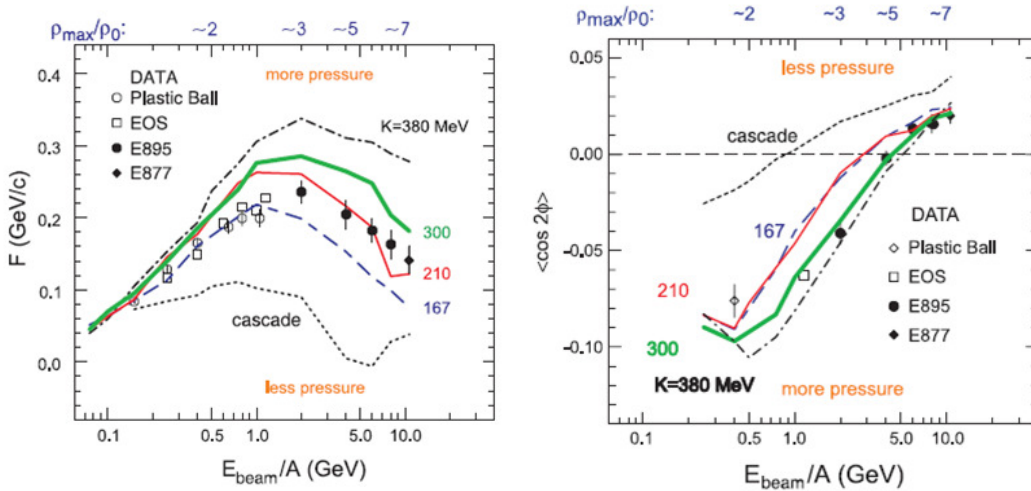 ρmax/ρ0: ~2 ~3 ~5 ~7
0.4
0.3
0.2
0.1
0.0
F (GeV/c)
more pressure
DATA
Plastic Ball
EOS
E895
E877
K=380 MeV
300
210
167
cascade
less pressure
0.1 0.5 1.0 5.0 10.0
Ebeam/A (GeV)
ρmax/ρ0: ~2 ~3 ~5 ~7
0.05
0.00
−0.05
−0.10
<cos 2ϕ>
less pressure
cascade
167
DATA
Plastic Ball
EOS
E895
E877
210
300
K=380 MeV
more pressure
0.1 0.5 1.0 5.0 10.0
Ebeam/A (GeV)